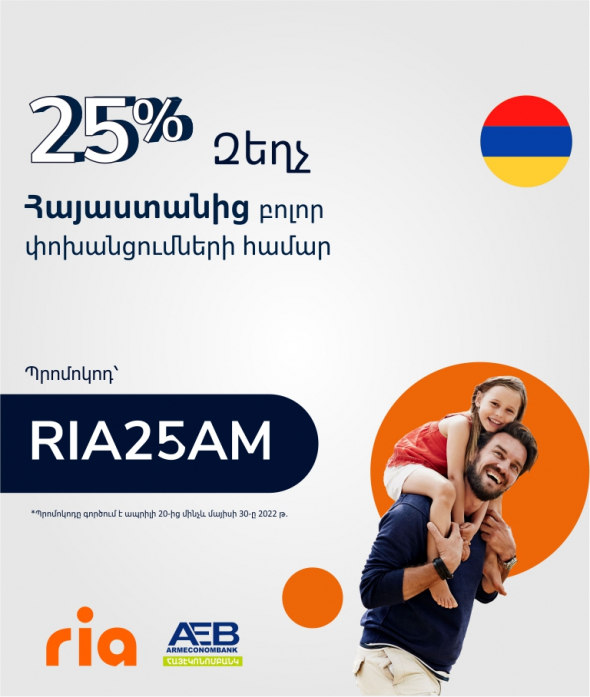 25% Զեղչ
Հայաստանից բոլոր
փոխանցումների համար
Պրոմոկոդ՝
RIA25AM
*Պրոմոկոդը գործում է ապրիլի 20-ից մինչև մայիսի 30-ը 2022 թ.
ria
AEB
ARMECONOMBANK
ՀԱՅԷԿՈՆՈՄԲԱՆԿ